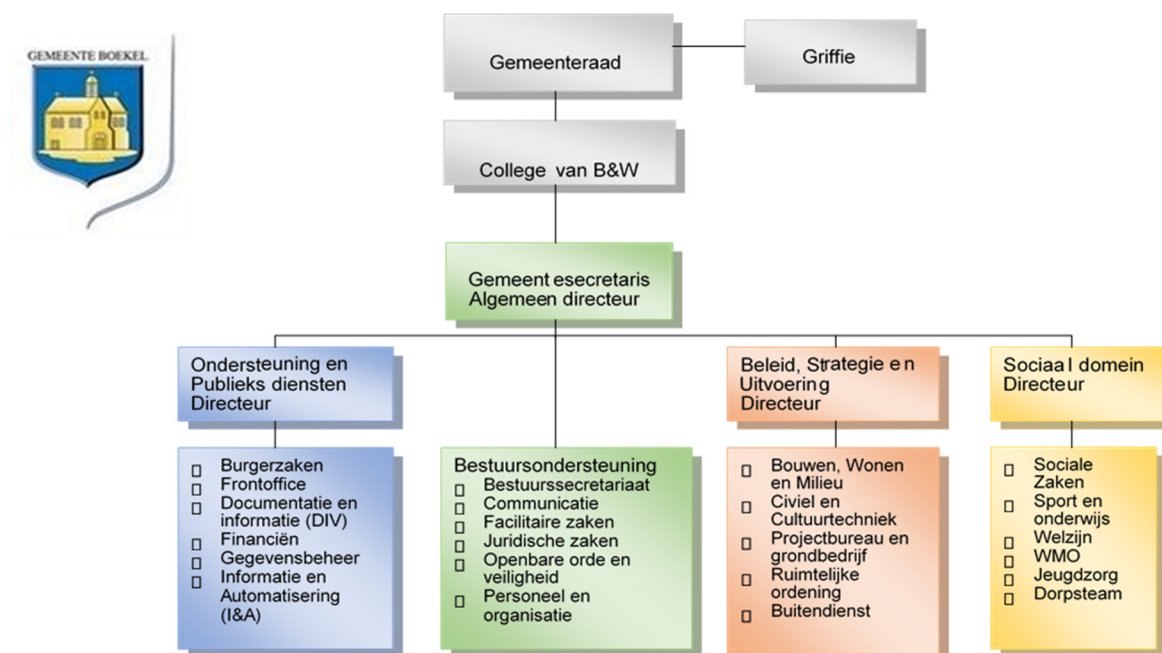 GEMEENTE BOEKEL
Gemeenteraad
Griffie
College van B&W
Gemeent esecretaris
Algemeen directeur
Ondersteuning en
Publieks diensten
Directeur
Beleid, Strategie en
Uitvoering
Directeur
Sociaal domein
Directeur
Burgerzaken
Frontoffice
Documentatie en
informatie (DIV)
Financiën
Gegevensbeheer
Informatie en
Automatisering
(I&A)
Bestuursondersteuning
Bestuurssecretariaat
Communicatie
Facilitaire zaken
Juridische zaken
Openbare orde en
veiligheid
Personeel en
organisatie
Bouwen, Wonen
en Milieu
Civiel en
Cultuurtechniek
Projectbureau en
grondbedrijf
Ruimtelijke
ordening
Buitendienst
Sociale
Zaken
Sport en
onderwijs
Welzijn
WMO
Jeugdzorg
Dorpsteam